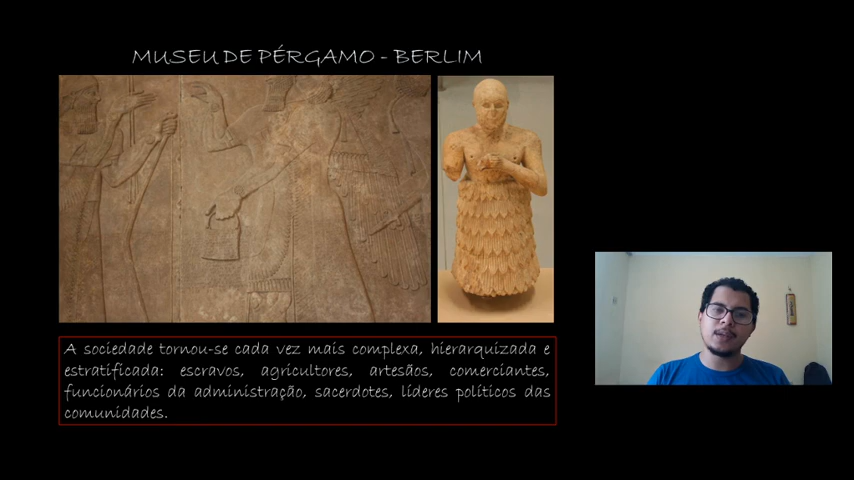 MUSEU DE PÉRGAMO - BERLIM
A sociedade tornou-se cada vez mais complexa, hierarquizada e
estratificada: escravos, agricultores, artesãos, comerciantes,
funcionários da administração, sacerdotes, líderes políticos das
comunidades.